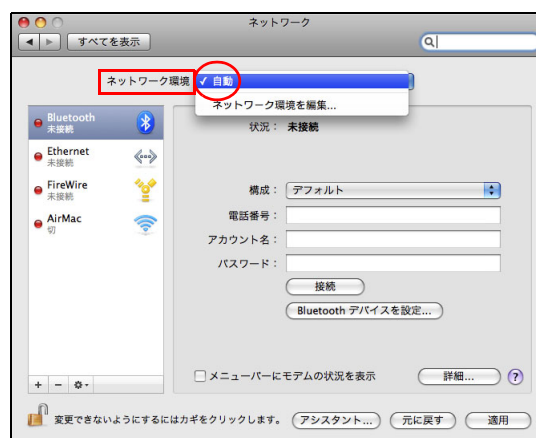 ネットワーク
すべてを表示
ネットワーク環境 ✓ 自動
ネットワーク環境を編集...
Bluetooth
未接続
Ethernet
未接続
FireWire
未接続
AirMac
切
状況： 未接続
構成： デフォルト
電話番号：
アカウント名：
パスワード：
接続
Bluetooth デバイスを設定...
メニューバーにモデムの状況を表示
詳細...
?
+ −
変更できないようにするにはカギをクリックします。
アシスタント...
元に戻す
適用